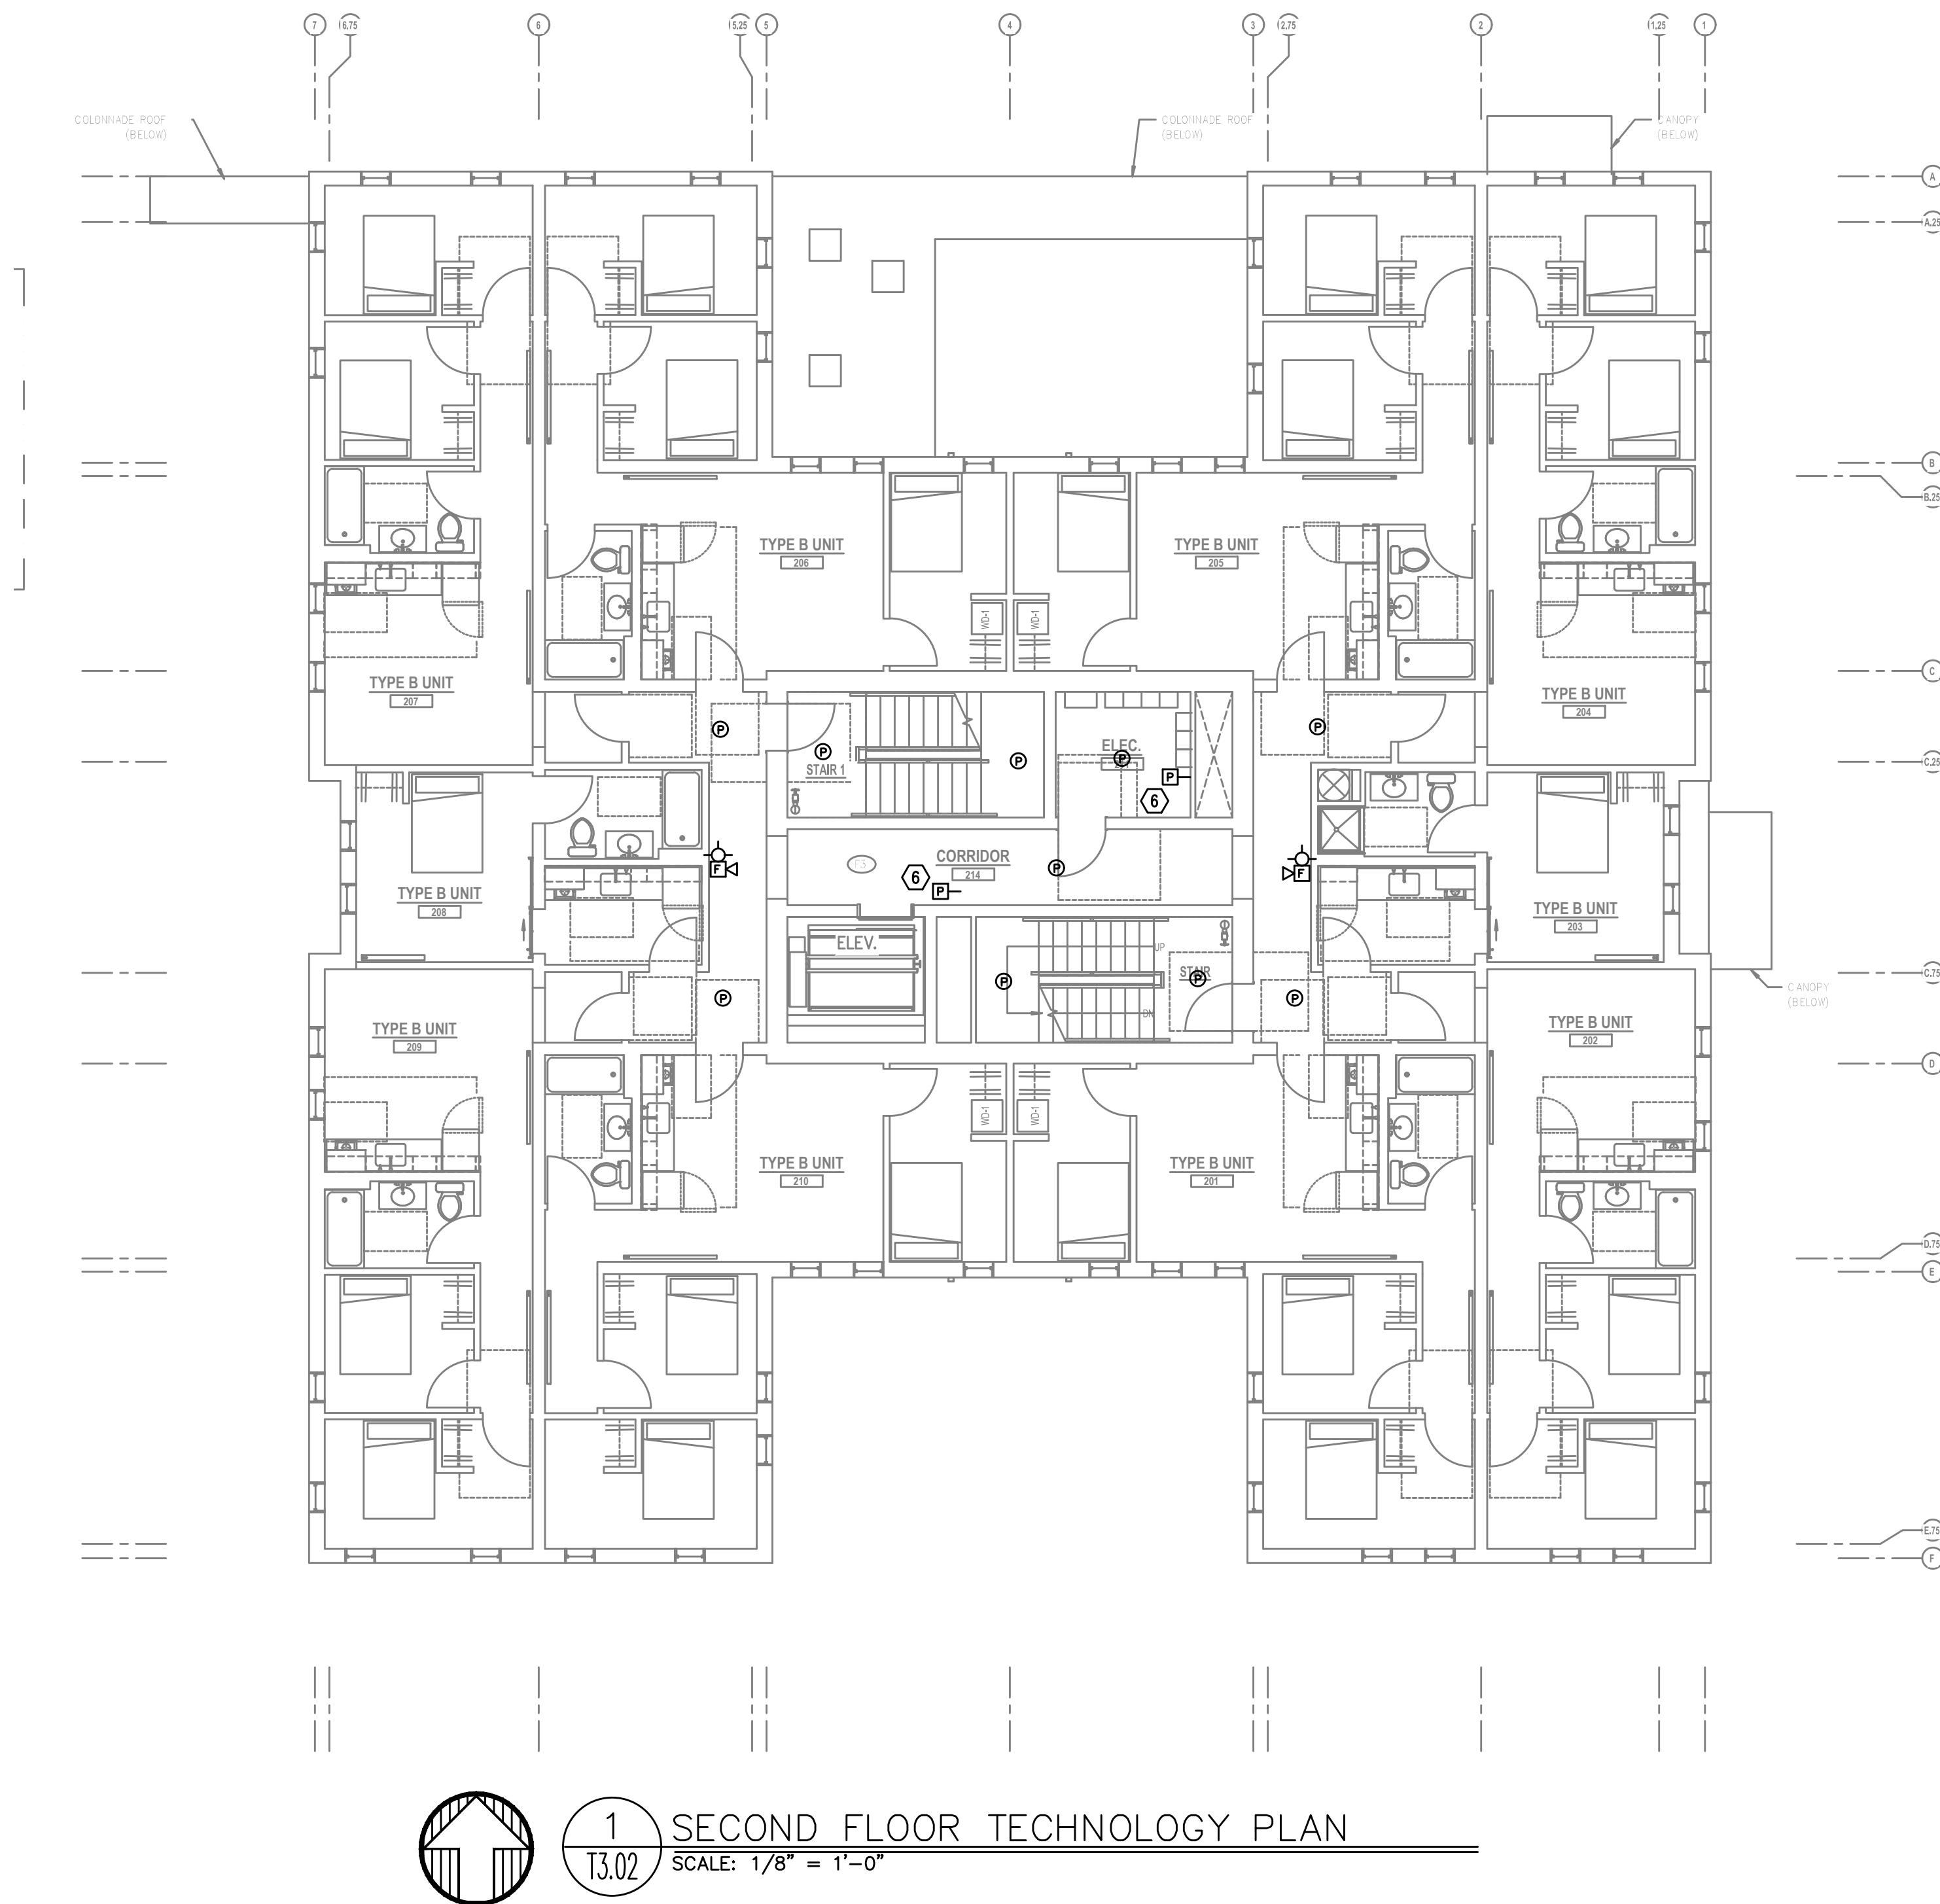 7
6.75
6
5.25
5
4
3
2.75
2
1.25
1
COLONNADE ROOF
(BELOW)
COLONNADE ROOF
(BELOW)
CANOPY
(BELOW)
A
A.25
B
B.25
TYPE B UNIT
206
TYPE B UNIT
205
WD-1
WD-1
C
TYPE B UNIT
207
TYPE B UNIT
204
P
P
P
P
P
STAIR 1
ELEC.
P
6
C.25
F
CORRIDOR
214
F3
6
P
P
F
TYPE B UNIT
208
TYPE B UNIT
203
ELEV.
UP
STAIR
P
P
P
P
DN
C.75
CANOPY
(BELOW)
TYPE B UNIT
209
TYPE B UNIT
202
D
WD-1
WD-1
TYPE B UNIT
210
TYPE B UNIT
201
D.75
E
E.75
F
1
T3.02
SECOND FLOOR TECHNOLOGY PLAN
SCALE: 1/8" = 1'-0"